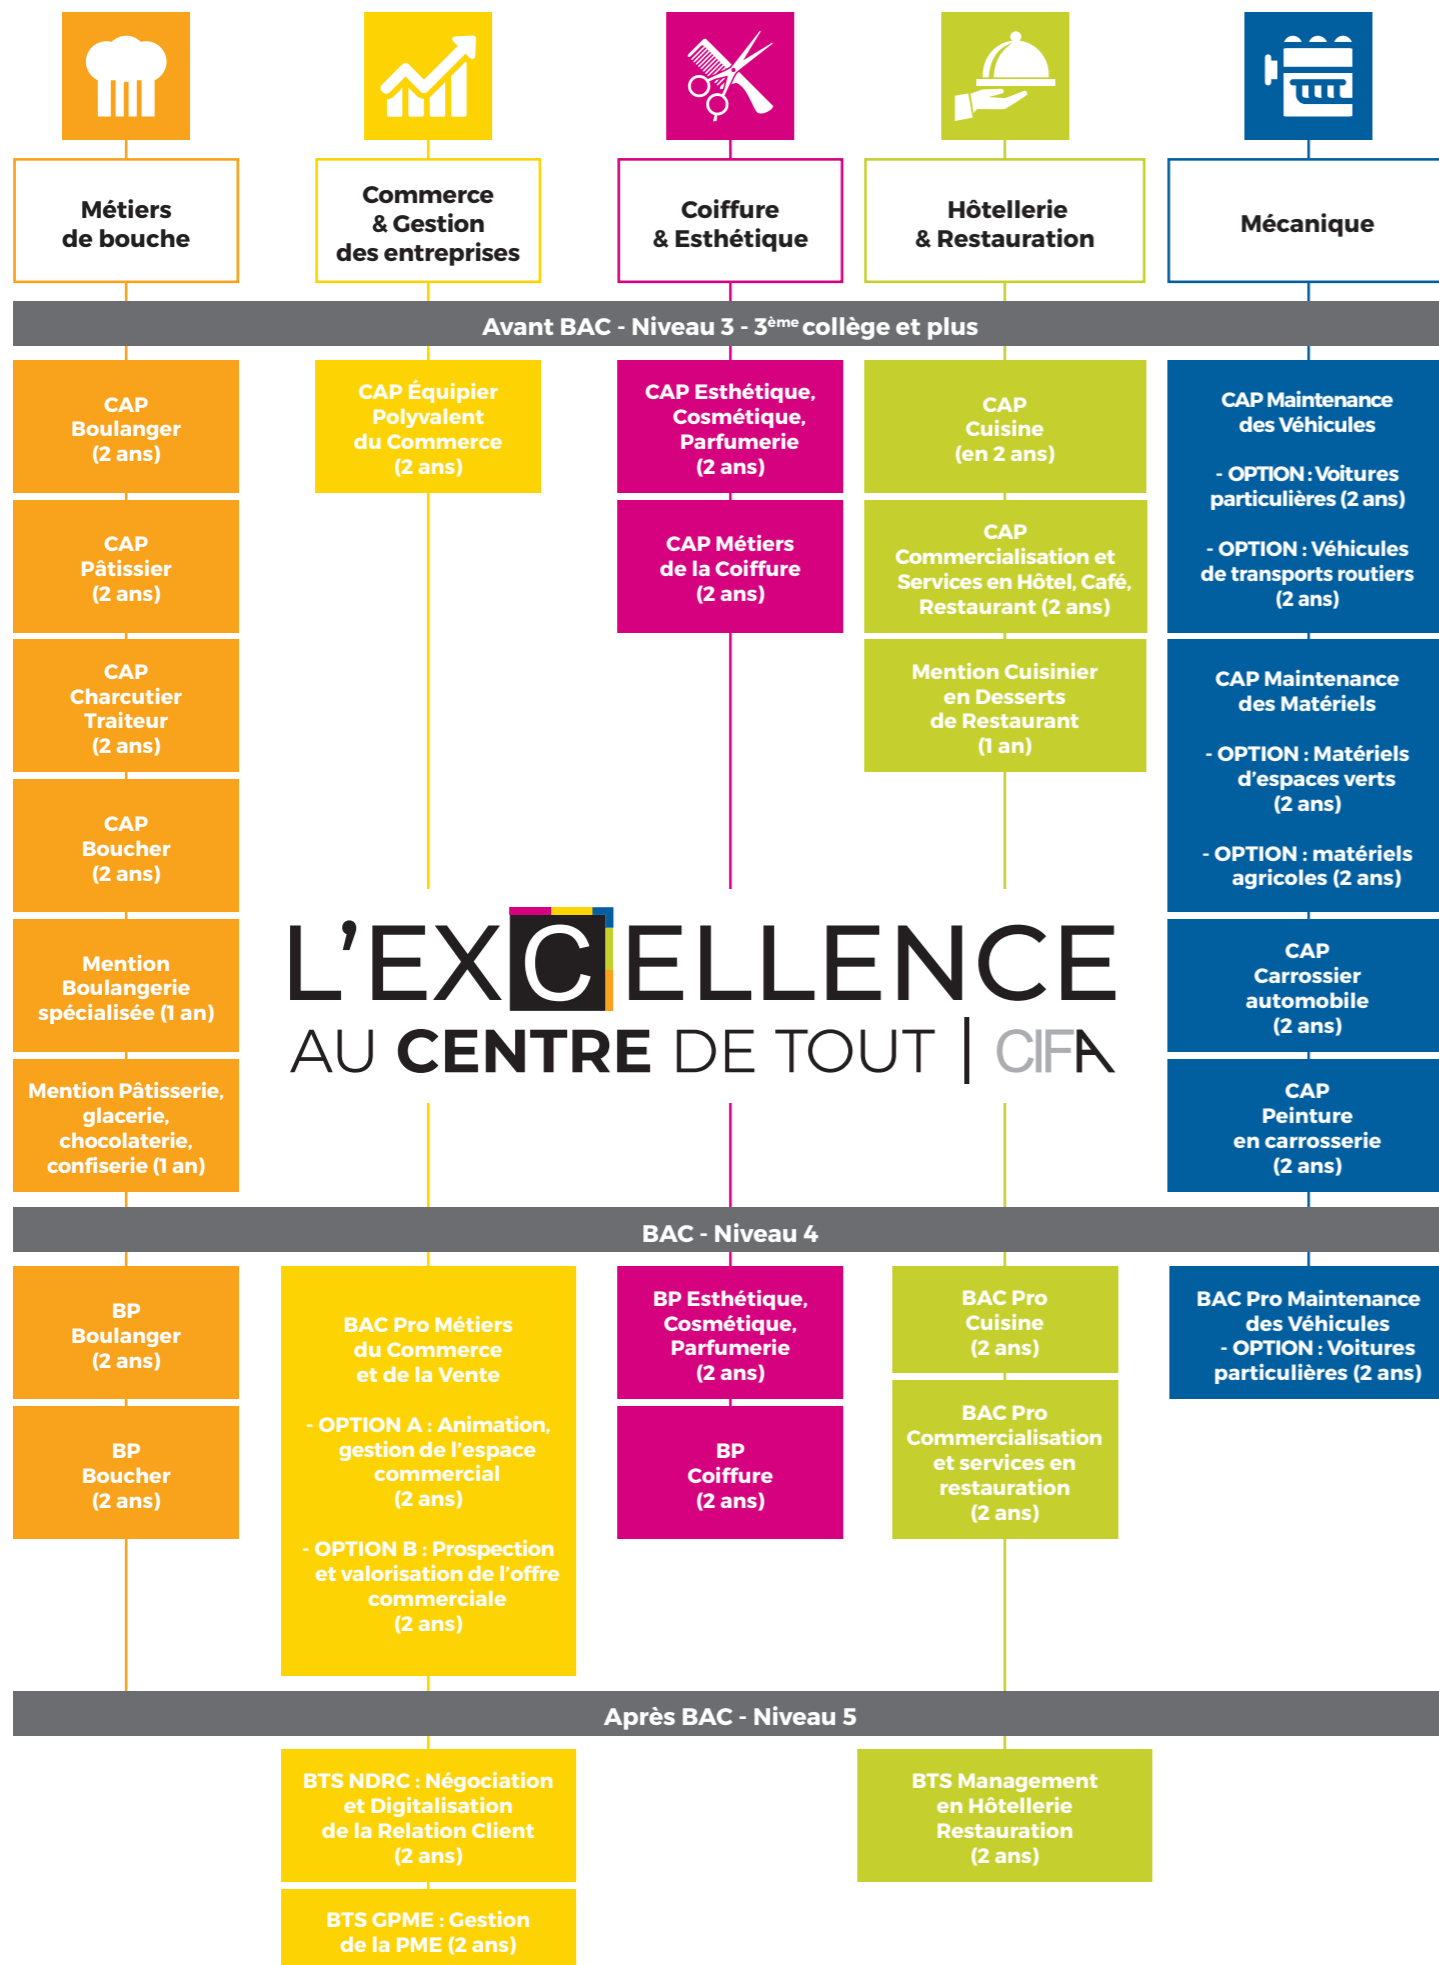 Métiers
de bouche
Commerce
& Gestion
des entreprises
Coiffure
& Esthétique
Hôtellerie
& Restauration
Mécanique
Avant BAC - Niveau 3 - 3ème collège et plus
CAP
Boulanger
(2 ans)
CAP
Pâtissier
(2 ans)
CAP
Charcutier
Traiteur
(2 ans)
CAP
Boucher
(2 ans)
Mention
Boulangerie
spécialisée (1 an)
Mention Pâtisserie,
glacerie,
chocolaterie,
confiserie (1 an)
CAP Équipier
Polyvalent
du Commerce
(2 ans)
CAP Esthétique,
Cosmétique,
Parfumerie
(2 ans)
CAP Métiers
de la Coiffure
(2 ans)
CAP
Cuisine
(en 2 ans)
CAP
Commercialisation et
Services en Hôtel, Café,
Restaurant (2 ans)
Mention Cuisinier
en Desserts
de Restaurant
(1 an)
CAP Maintenance
des Véhicules
- OPTION : Voitures
particulières (2 ans)
- OPTION : Véhicules
de transports routiers
(2 ans)
CAP Maintenance
des Matériels
- OPTION : Matériels
d'espaces verts
(2 ans)
- OPTION : matériels
agricoles (2 ans)
CAP
Carrossier
automobile
(2 ans)
CAP
Peinture
en carrosserie
(2 ans)
L'EXCELLENCE
AU CENTRE DE TOUT | CIFA
BAC - Niveau 4
BP
Boulanger
(2 ans)
BP
Boucher
(2 ans)
BAC Pro Métiers
du Commerce
et de la Vente
- OPTION A : Animation,
gestion de l'espace
commercial
(2 ans)
- OPTION B : Prospection
et valorisation de l'offre
commerciale
(2 ans)
BP Esthétique,
Cosmétique,
Parfumerie
(2 ans)
BP
Coiffure
(2 ans)
BAC Pro
Cuisine
(2 ans)
BAC Pro
Commercialisation
et services en
restauration
(2 ans)
BAC Pro Maintenance
des Véhicules
- OPTION : Voitures
particulières (2 ans)
Après BAC - Niveau 5
BTS NDRC : Négociation
et Digitalisation
de la Relation Client
(2 ans)
BTS GPME : Gestion
de la PME (2 ans)
BTS Management
en Hôtellerie
Restauration
(2 ans)